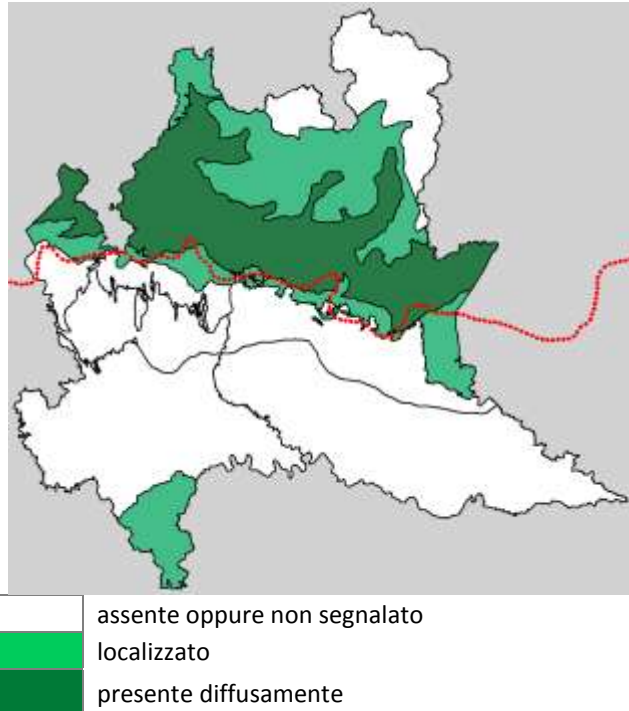 assente oppure non segnalato
localizzato
presente diffusamente